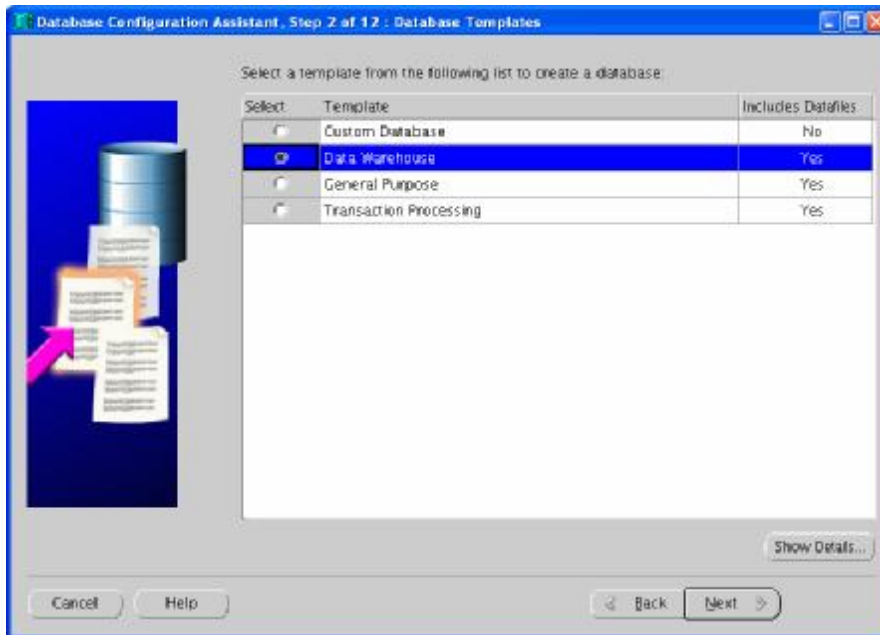 Database Configuration Assistant, Step 2 of 12 : Database Templates
Select a template from the following list to create a database:
Select Template Includes Datafiles
Custom Database No
Data Warehouse Yes
General Purpose Yes
Transaction Processing Yes
Show Details...
Cancel Help Back Next